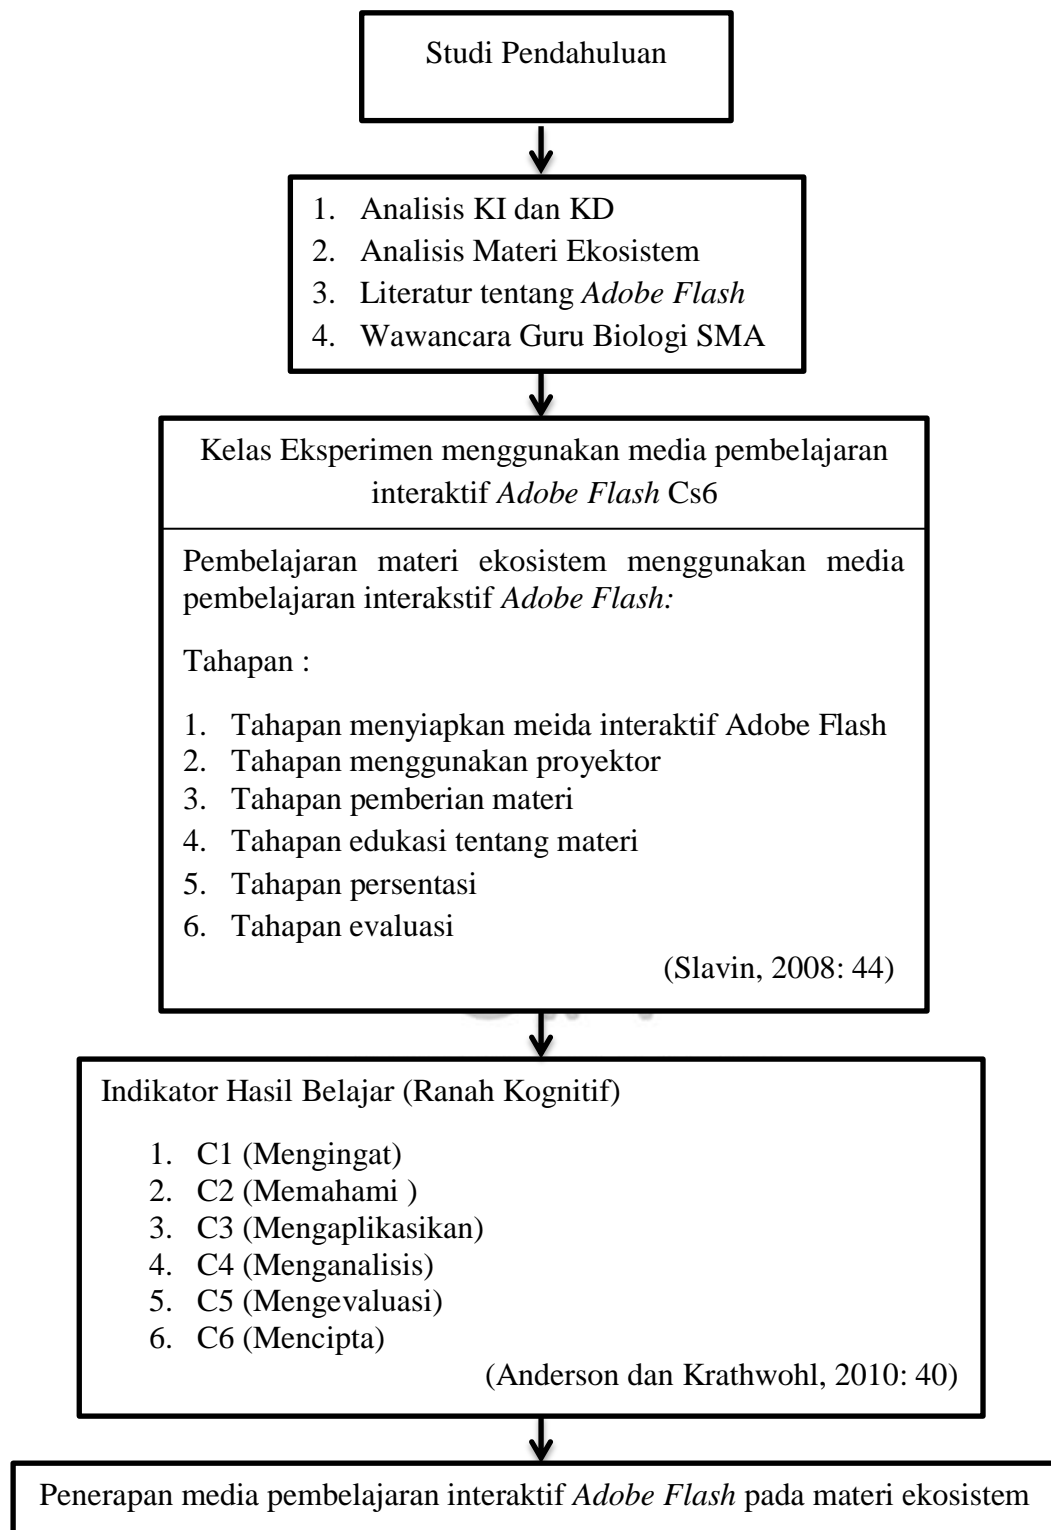 Studi Pendahuluan
1. Analisis KI dan KD
2. Analisis Materi Ekosistem
3. Literatur tentang Adobe Flash
4. Wawancara Guru Biologi SMA
Kelas Eksperimen menggunakan media pembelajaran
interaktif Adobe Flash Cs6
Pembelajaran materi ekosistem menggunakan media
pembelajaran interakstif Adobe Flash:
Tahapan :
1. Tahapan menyiapkan meida interaktif Adobe Flash
2. Tahapan menggunakan proyektor
3. Tahapan pemberian materi
4. Tahapan edukasi tentang materi
5. Tahapan persentasi
6. Tahapan evaluasi
(Slavin, 2008: 44)
Indikator Hasil Belajar (Ranah Kognitif)
1. C1 (Mengingat)
2. C2 (Memahami )
3. C3 (Mengaplikasikan)
4. C4 (Menganalisis)
5. C5 (Mengevaluasi)
6. C6 (Mencipta)
(Anderson dan Krathwohl, 2010: 40)
Penerapan media pembelajaran interaktif Adobe Flash pada materi ekosistem